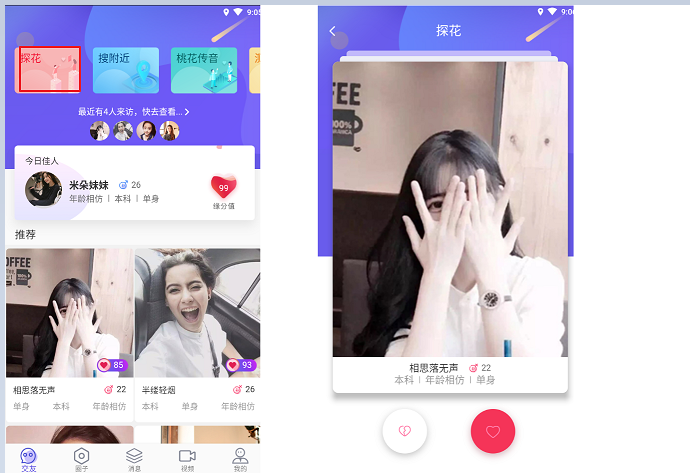 9:05
探花
搜附近
桃花传音
最近有4人来访，快去查看...
今日佳人
米朵妹妹 26
年龄相仿 | 本科 | 单身
99
缘分值
推荐
OFFEE
85
93
相思落无声 22
单身 本科 年龄相仿
半缕轻烟 26
单身 本科 年龄相仿
交友
圈子
消息
视频
我的
探花
FEE
100%
相思落无声 22
本科 | 年龄相仿 | 单身